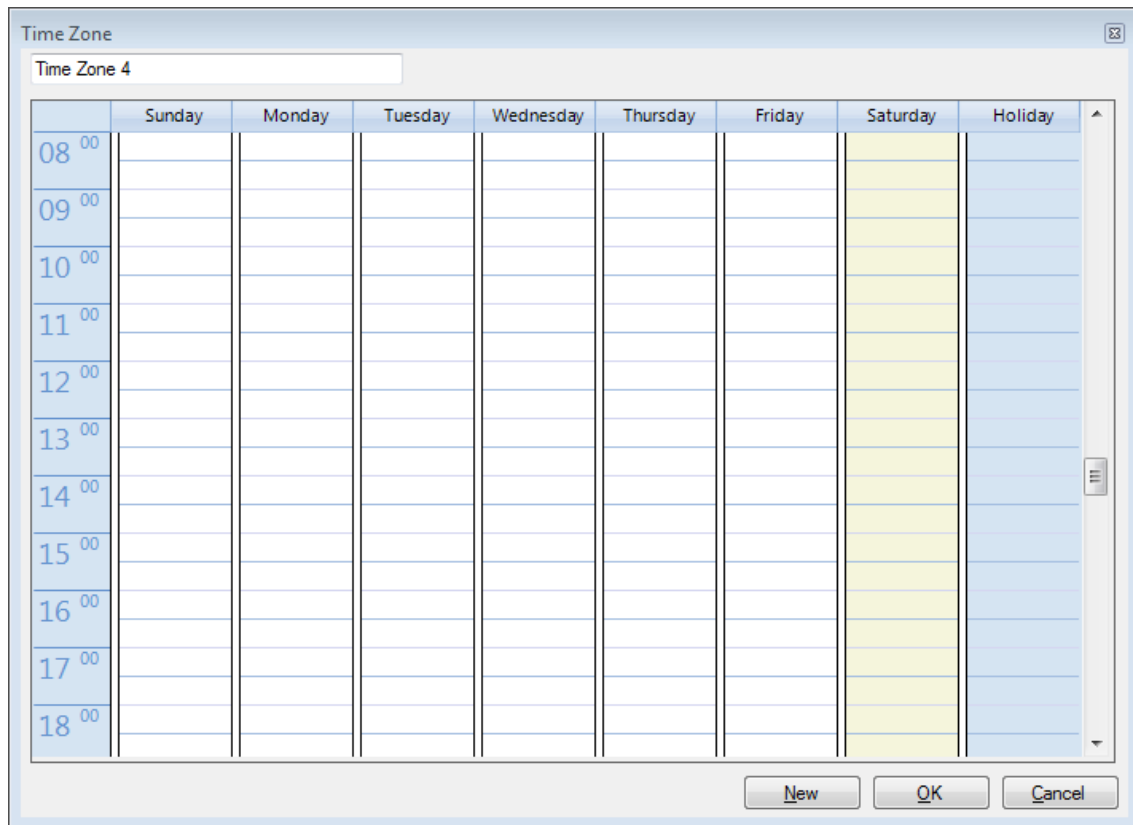 Time Zone
Time Zone 4
Sunday Monday Tuesday Wednesday Thursday Friday Saturday Holiday
08 00
09 00
10 00
11 00
12 00
13 00
14 00
15 00
16 00
17 00
18 00
New OK Cancel